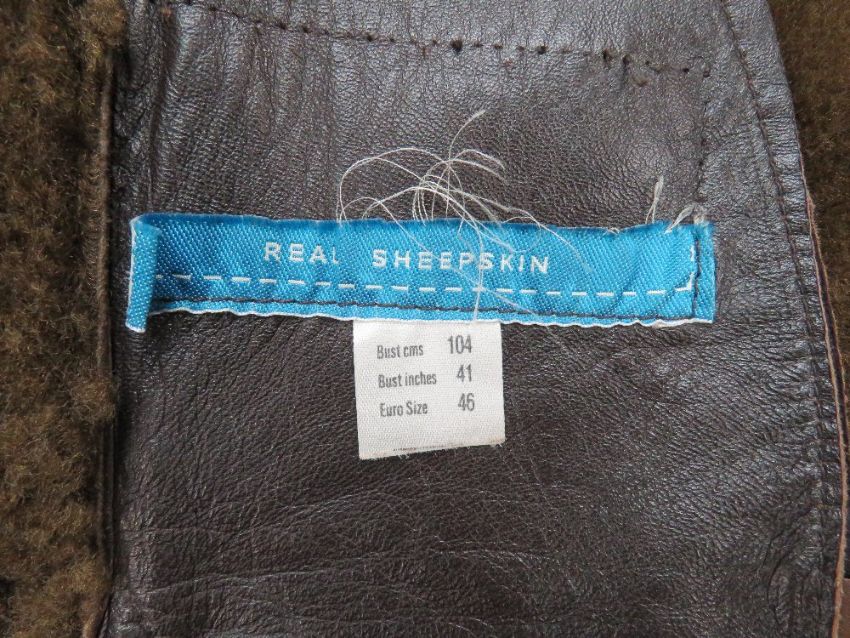 REAL SHEEPSKIN
Bust cms 104
Bust inches 41
Euro Size 46